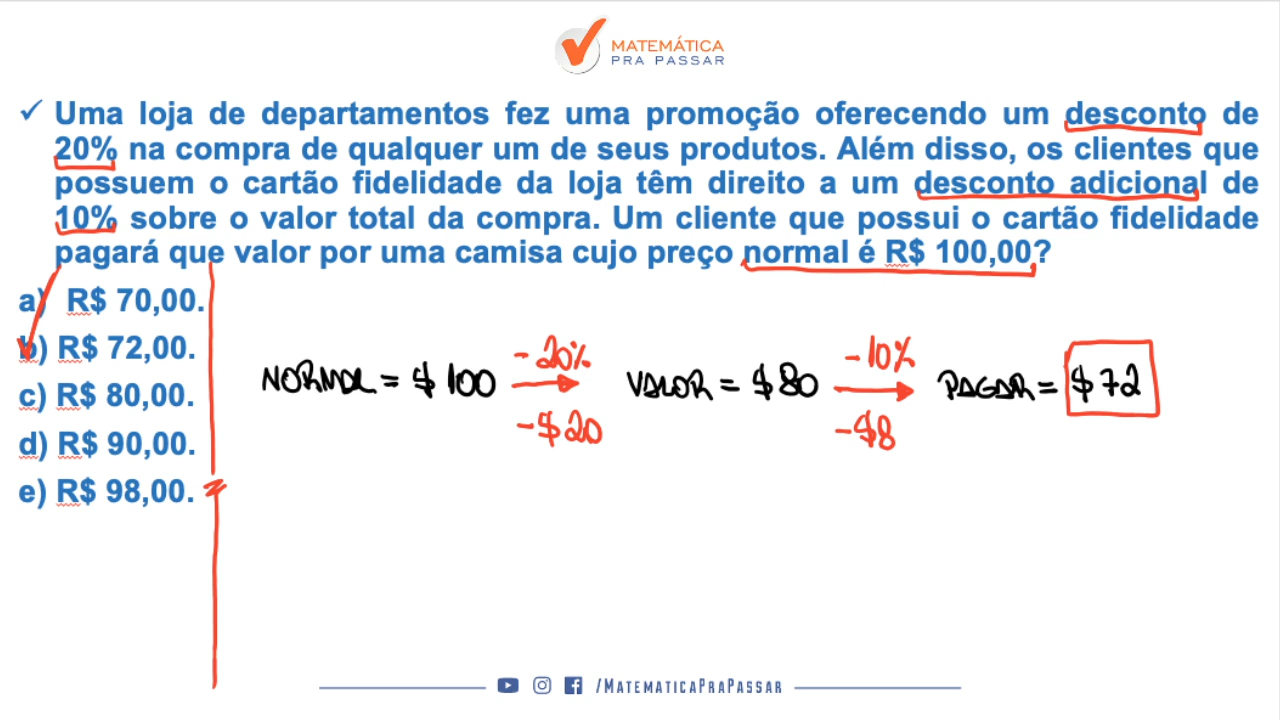 MATEMÁTICA
PRA PASSAR
✓ Uma loja de departamentos fez uma promoção oferecendo um desconto de
20% na compra de qualquer um de seus produtos. Além disso, os clientes que
possuem o cartão fidelidade da loja têm direito a um desconto adicional de
10% sobre o valor total da compra. Um cliente que possui o cartão fidelidade
pagará que valor por uma camisa cujo preço normal é R$ 100,00?
a) R$ 70,00.
b) R$ 72,00.
c) R$ 80,00.
d) R$ 90,00.
e) R$ 98,00.
-20% -10%
NORMAL = $ 100 VALOR = $ 80 PAGAR = $ 72
-$ 20 -$8
/MATEMATICAPRAPASSAR